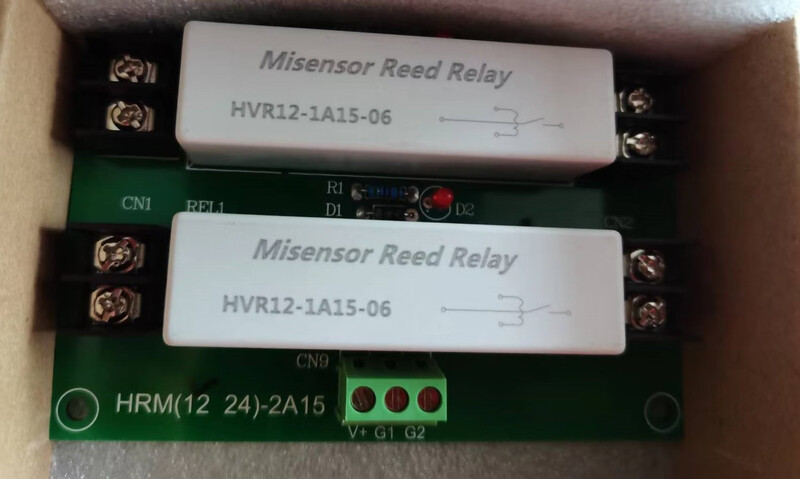 Misensor Reed Relay
HVR12-1A15-06
R1
CN1
REL1
D1
D2
CN2
Misensor Reed Relay
HVR12-1A15-06
CN9
HRM(12 24)-2A15
V+ G1 G2